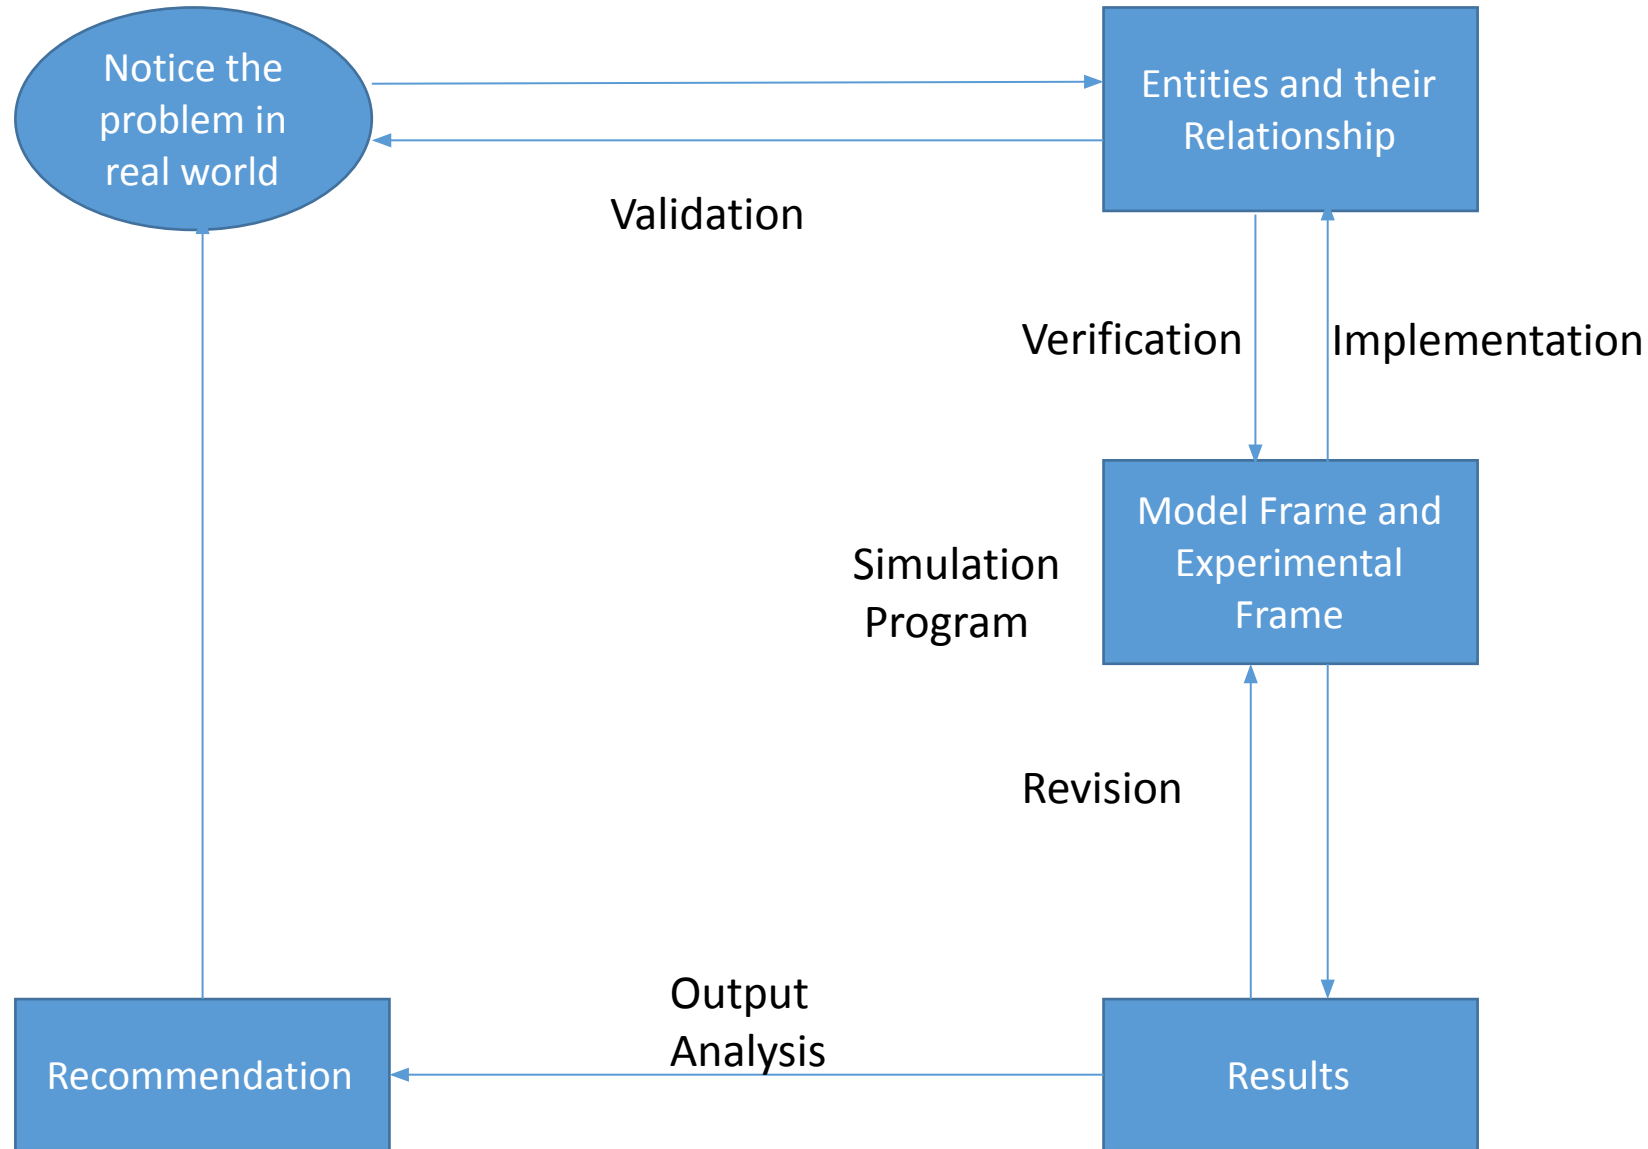 Notice the
problem in
real world
Entities and their
Relationship
Validation
Verification
Implementation
Model Frame and
Experimental
Frame
Simulation
Program
Revision
Output
Analysis
Recommendation
Results